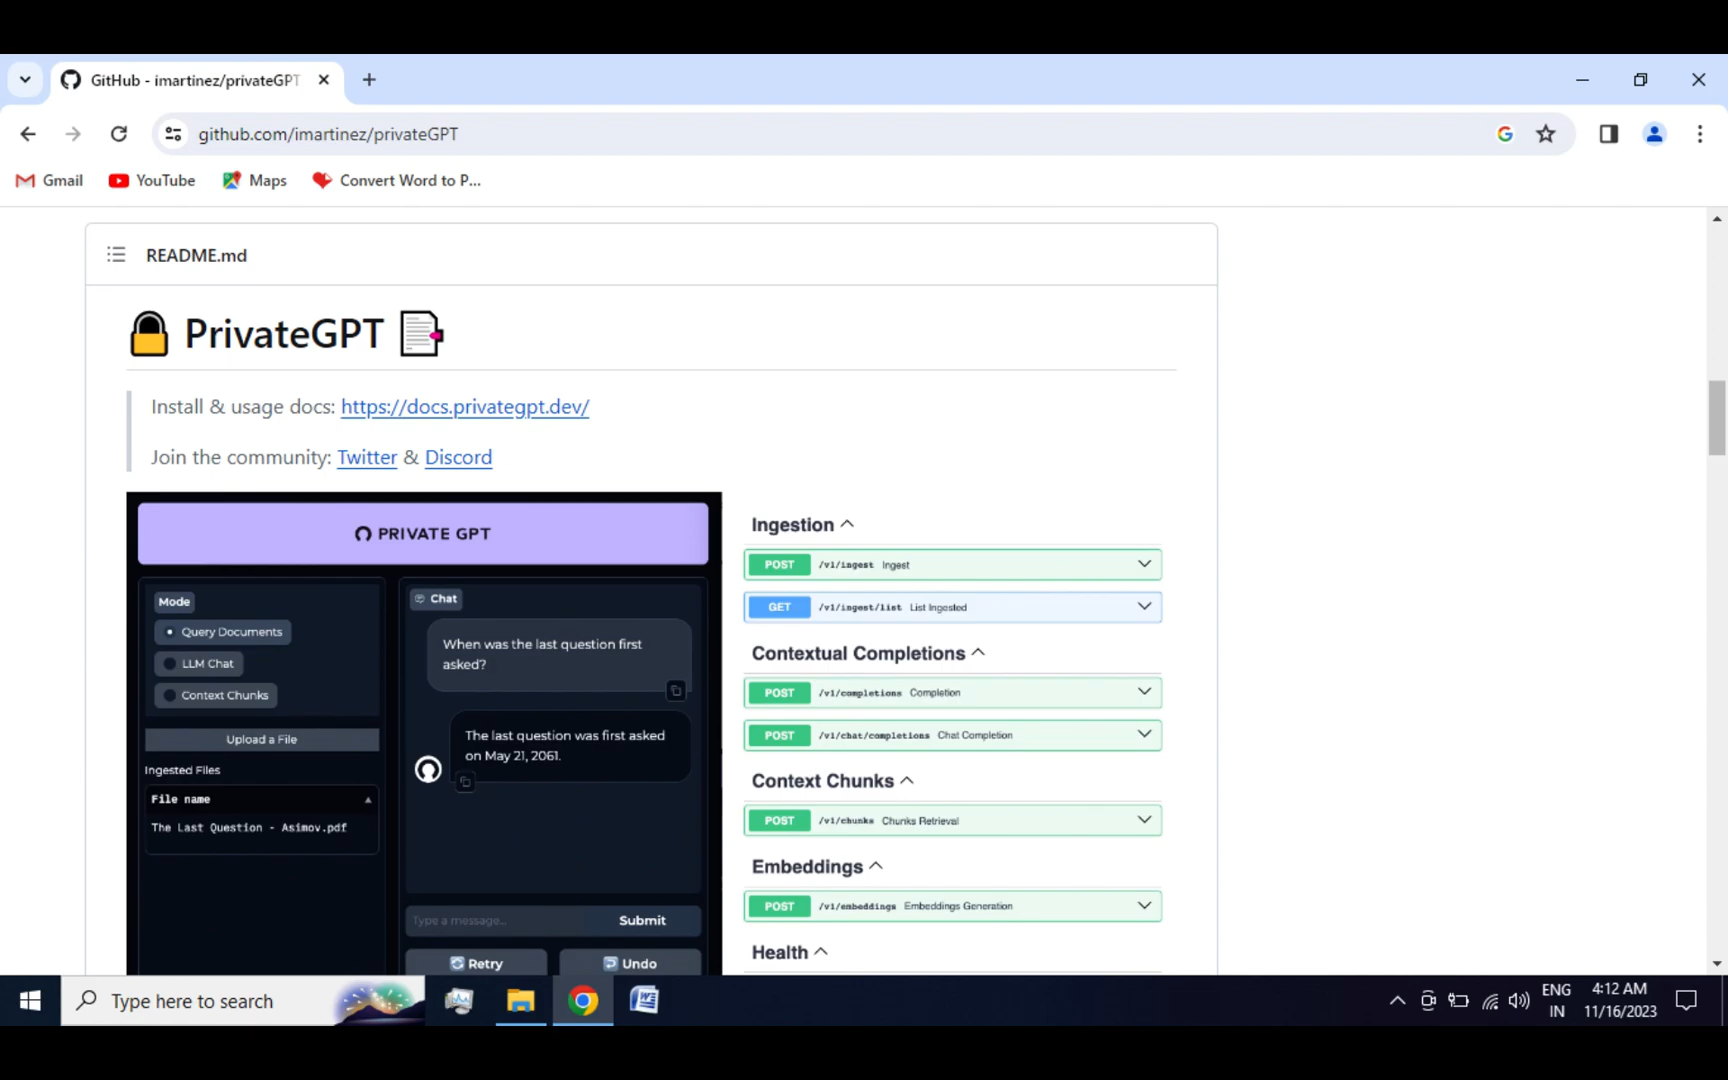 GitHub - imartinez/privateGPT
github.com/imartinez/privateGPT
Gmail
YouTube
Maps
Convert Word to P...
README.md
PrivateGPT
Install & usage docs: https://docs.privategpt.dev/
Join the community: Twitter & Discord
PRIVATE GPT
Mode
Query Documents
LLM Chat
Context Chunks
Upload a File
Ingested Files
File name
The Last Question - Asimov.pdf
Chat
When was the last question first
asked?
The last question was first asked
on May 21, 2061.
Type a message...
Submit
Retry
Undo
Ingestion
POST /v1/ingest Ingest
GET /v1/ingest/list List Ingested
Contextual Completions
POST /v1/completions Completion
POST /v1/chat/completions Chat Completion
Context Chunks
POST /v1/chunks Chunks Retrieval
Embeddings
POST /v1/embeddings Embeddings Generation
Health
Type here to search
ENG
IN
4:12 AM
11/16/2023